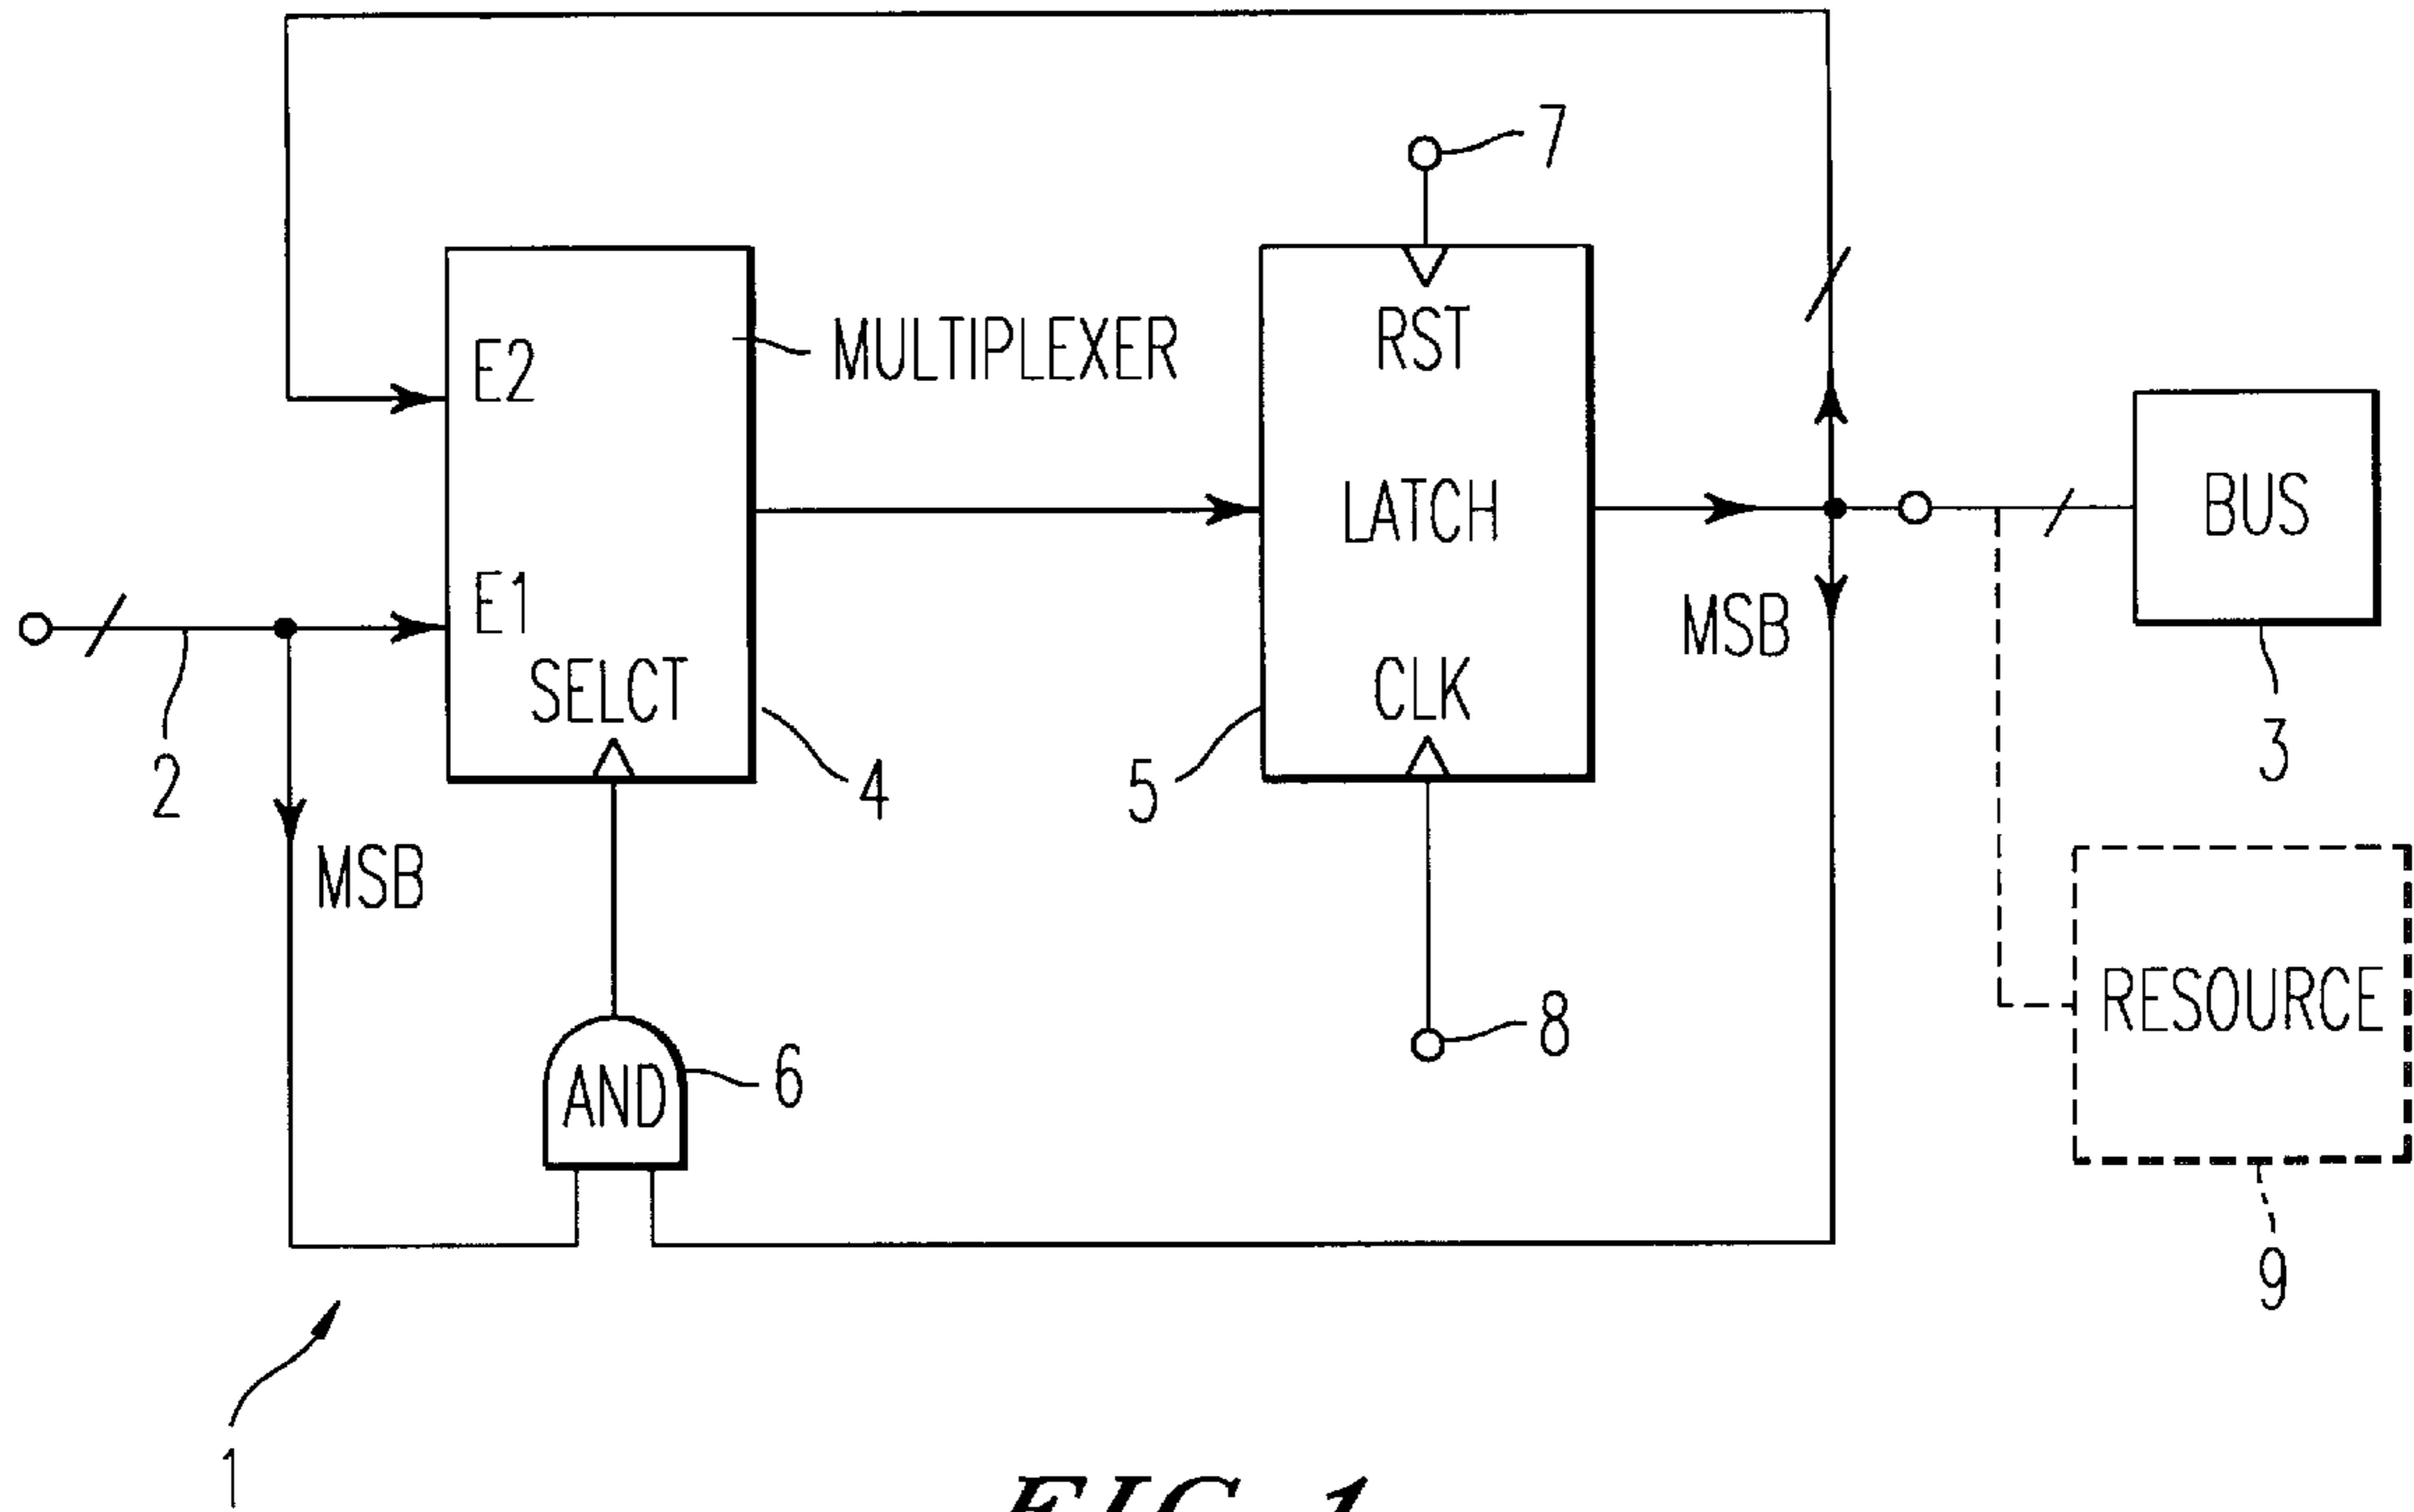 7
E2
MULTIPLEXER
RST
LATCH
BUS
E1
MSB
SELCT
CLK
2
4
5
3
MSB
RESOURCE
AND
6
8
9
1
FIG. 1